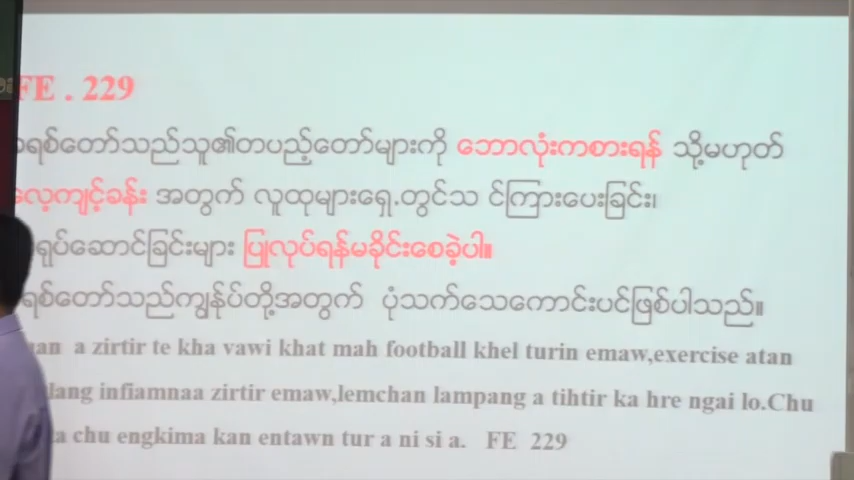 FE . 229
ရစ်တော်သည်သူ၏တပည့်တော်များကို ဘောလုံးကစားရန် သို့မဟုတ်
လေ့ကျင့်ခန်း အတွက် လူထုများရှေ.တွင်သ င်ကြားပေးခြင်း၊
ရုပ်ဆောင်ခြင်းများ ပြုလုပ်ရန်မခိုင်းစေခဲ့ပါ။
ရစ်တော်သည်ကျွန်ုပ်တို့အတွက် ပုံသက်သေကောင်းပင်ဖြစ်ပါသည်။
a zirtir te kha vawi khat mah football khel turin emaw,exercise atan
lang infiamnaa zirtir emaw,lemchan lampang a tihtir ka hre ngai lo.Chu
a chu engkima kan entawn tur a ni si a. FE 229